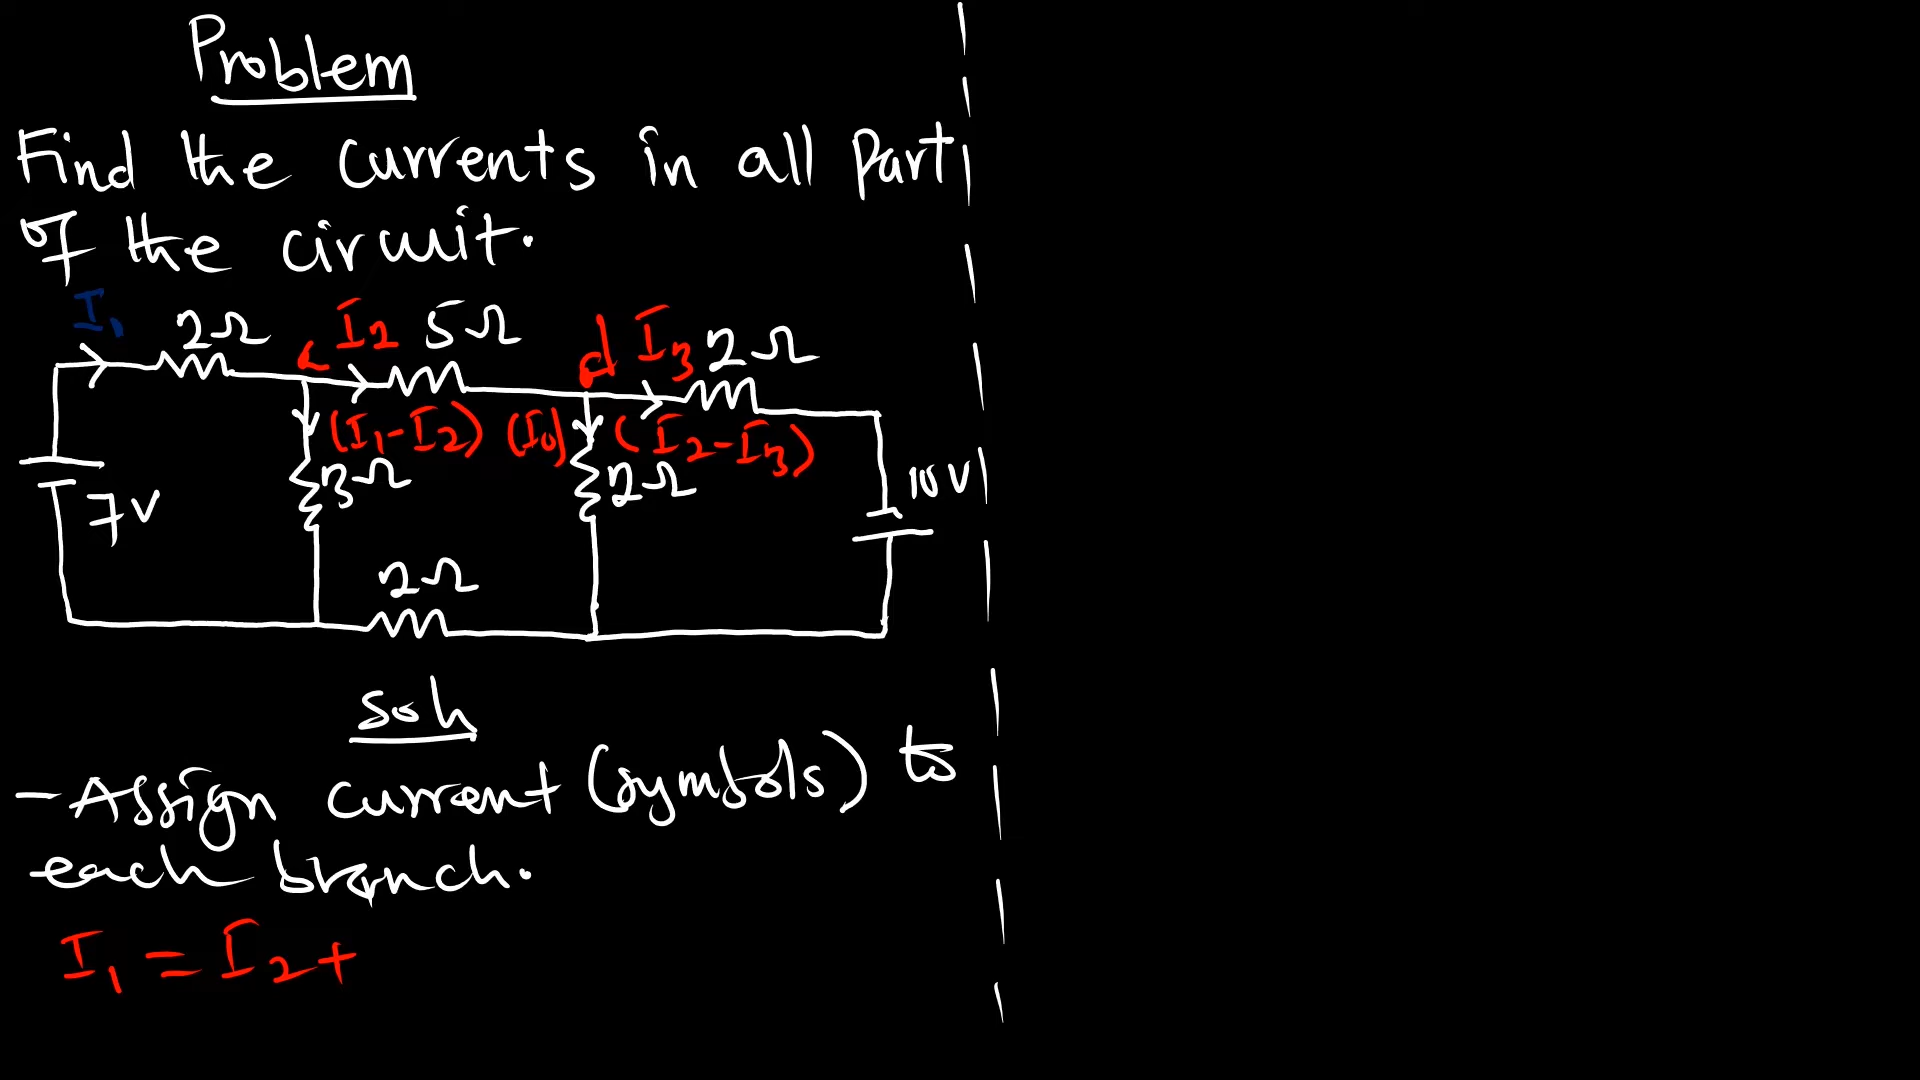 Problem
Find the currents in all part
of the circuit.
I₁ 2Ω c I₂ 5Ω d I₃ 2Ω
(I₁-I₂) (I₀) (I₂-I₃)
3Ω 2Ω 10V
7V
2Ω
Soln
-Assign current (symbols) to
each branch.
I₁ = I₂ +